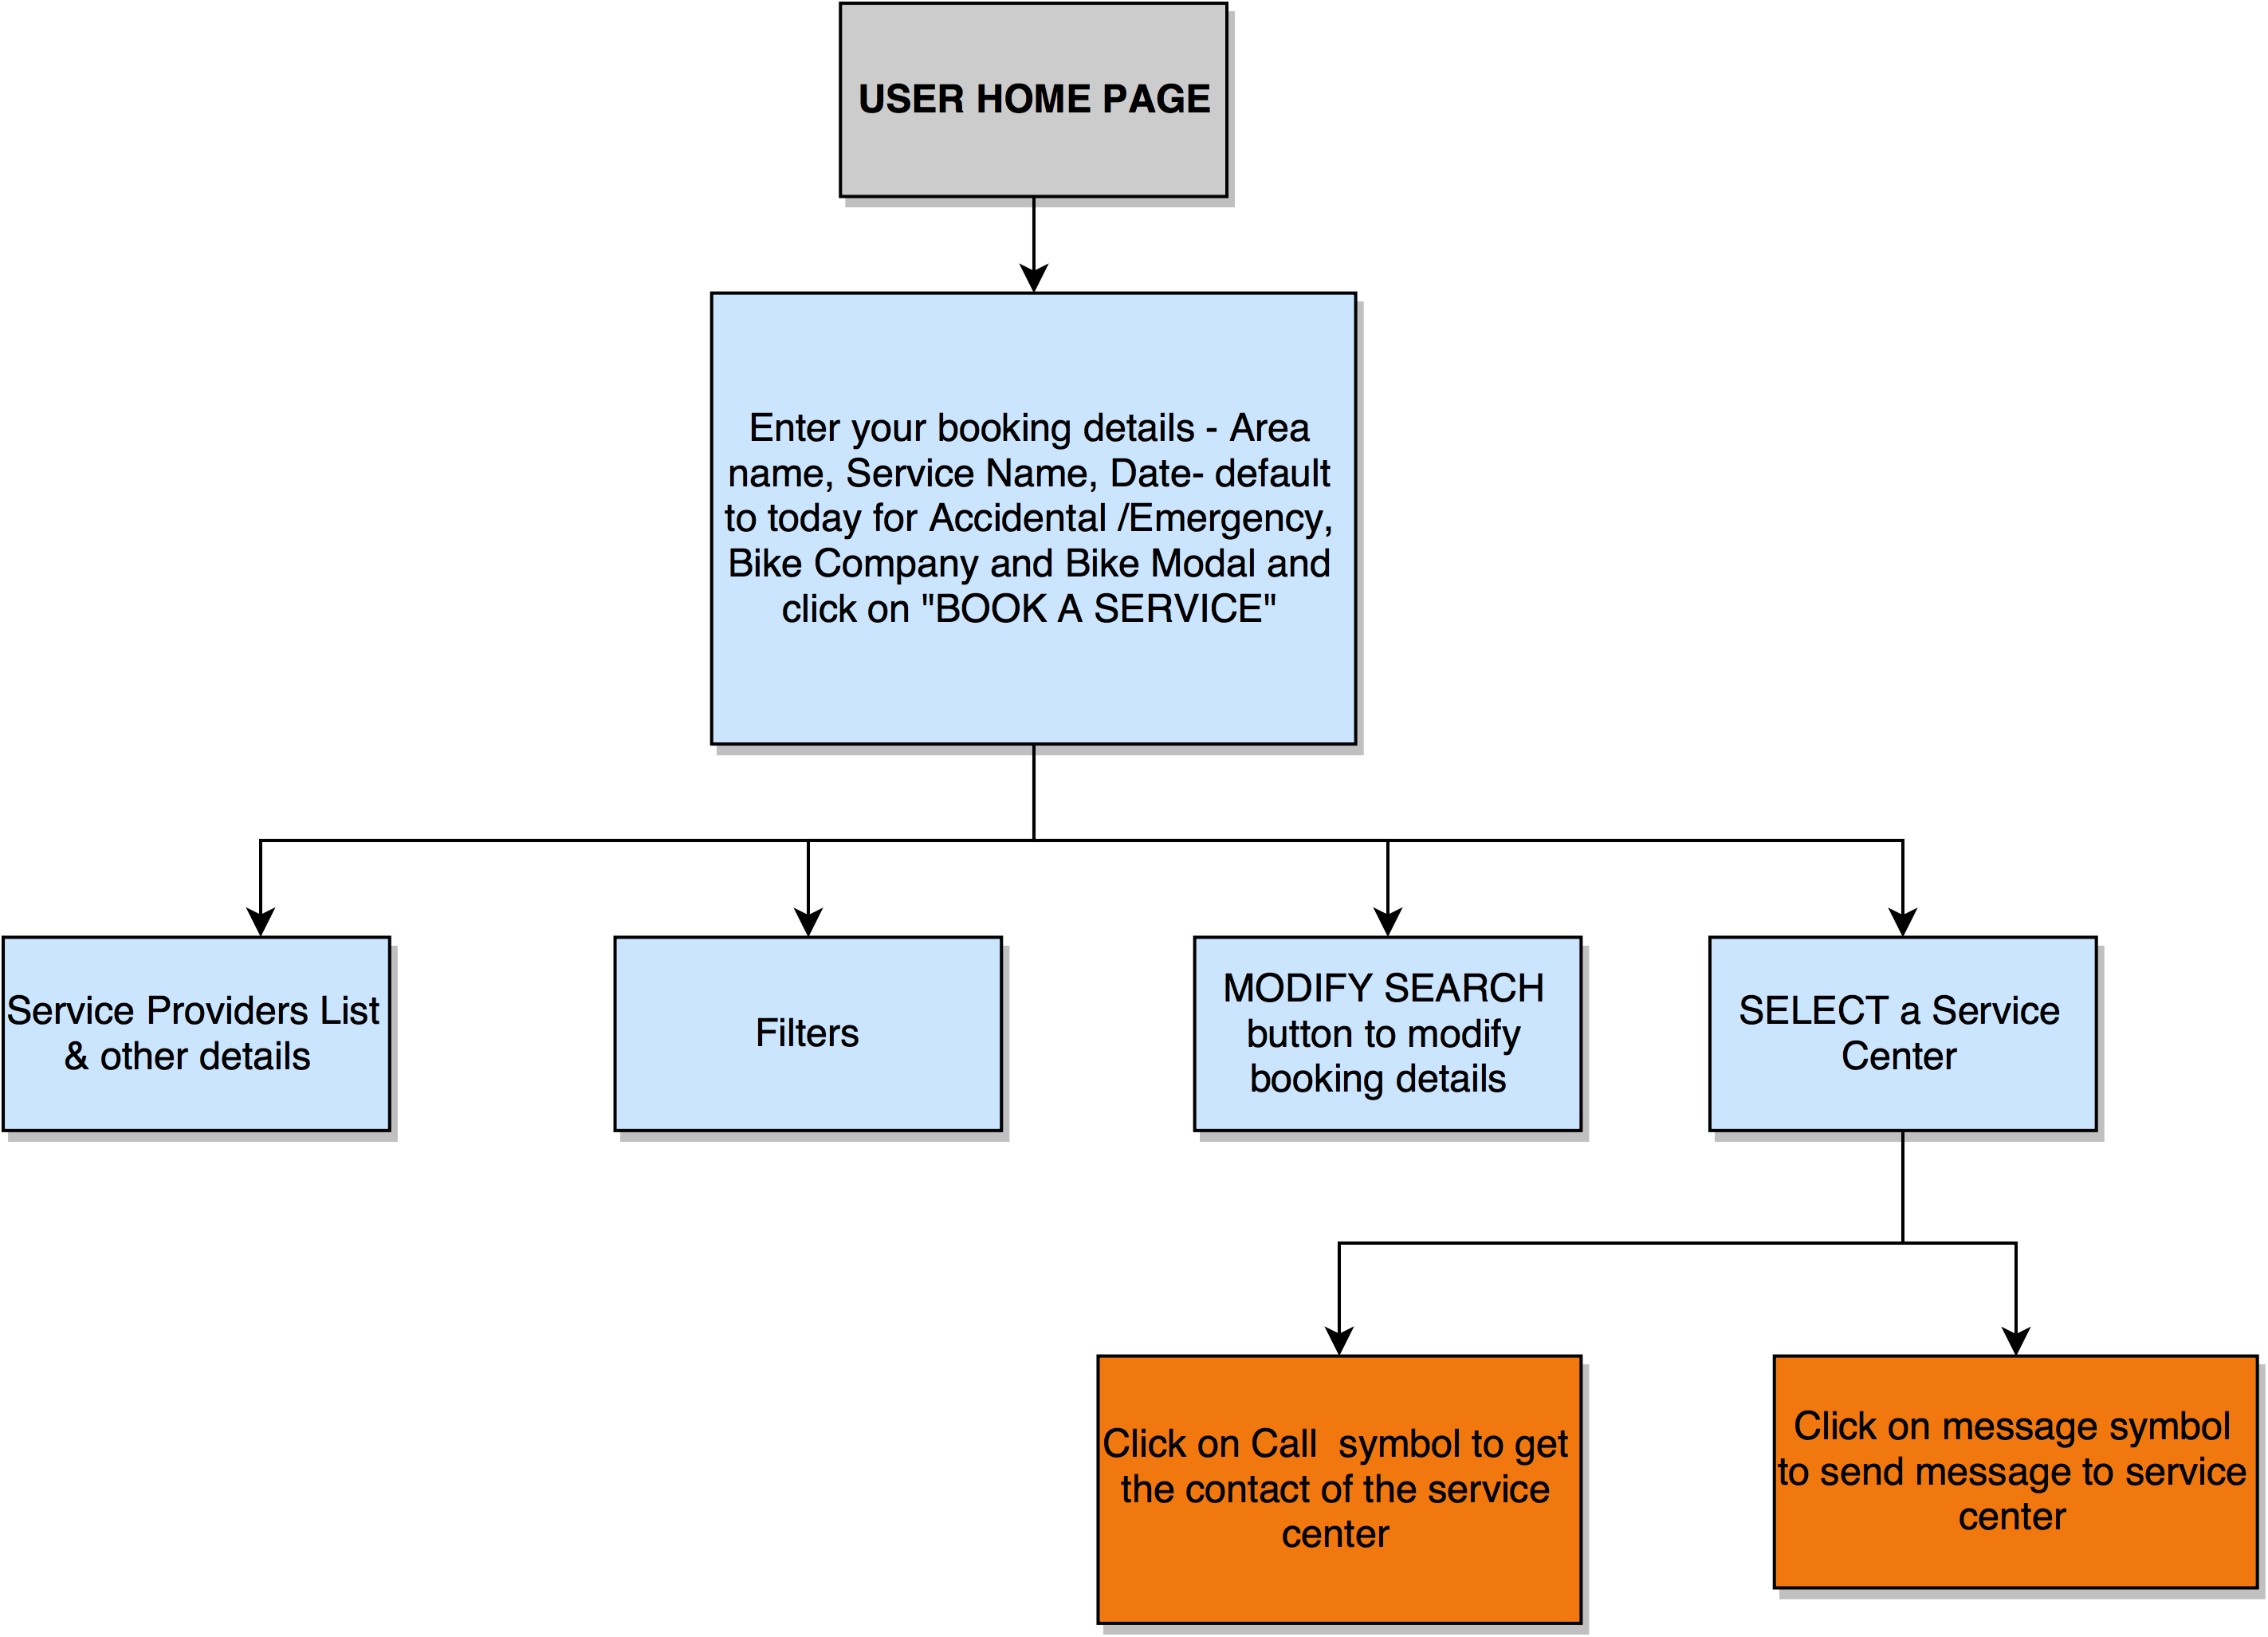 USER HOME PAGE
Enter your booking details - Area
name, Service Name, Date- default
to today for Accidental /Emergency,
Bike Company and Bike Modal and
click on "BOOK A SERVICE"
Service Providers List
& other details
Filters
MODIFY SEARCH
button to modify
booking details
SELECT a Service
Center
Click on Call  symbol to get
the contact of the service
center
Click on message symbol
to send message to service
center